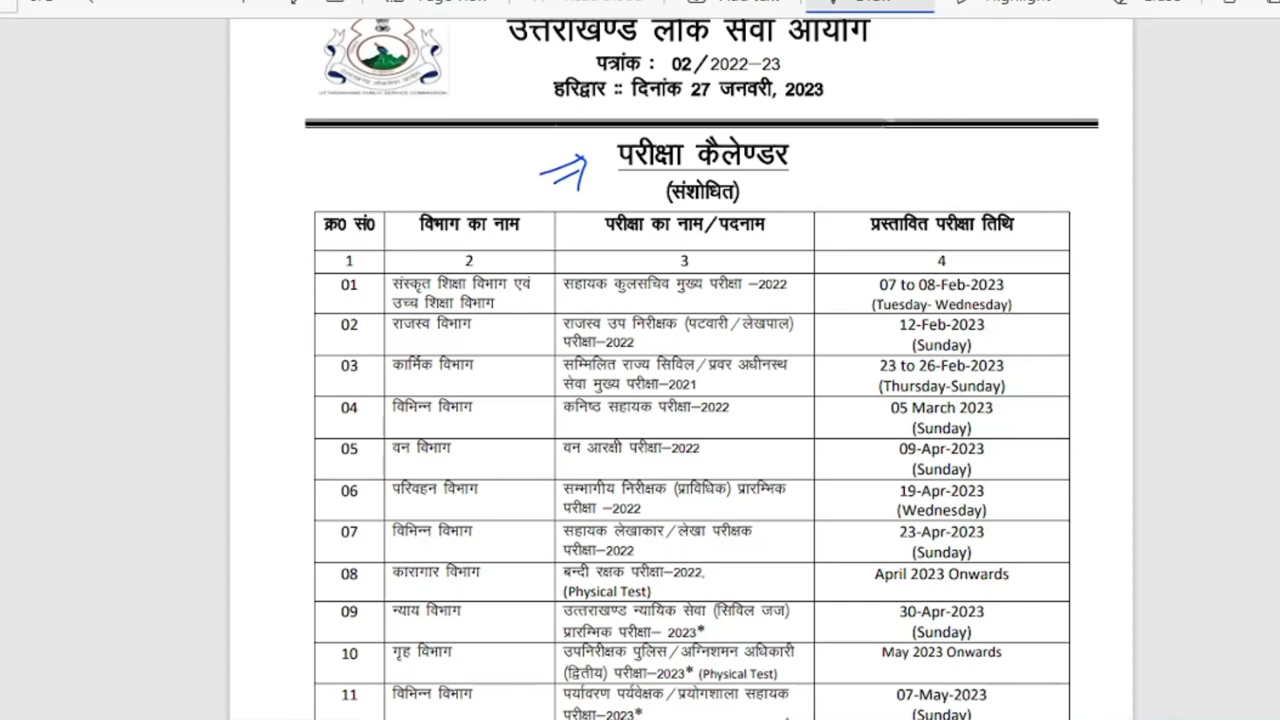 उत्तराखण्ड लोक सेवा आयोग
पत्रांक : 02/2022–23
हरिद्वार :: दिनांक 27 जनवरी, 2023
UTTARAKHAND PUBLIC SERVICE COMMISSION
परीक्षा कैलेण्डर
(संशोधित)
क्र0 सं0 विभाग का नाम परीक्षा का नाम/पदनाम प्रस्तावित परीक्षा तिथि
1 2 3 4
01 संस्कृत शिक्षा विभाग एवं सहायक कुलसचिव मुख्य परीक्षा –2022 07 to 08-Feb-2023
उच्च शिक्षा विभाग (Tuesday- Wednesday)
02 राजस्व विभाग राजस्व उप निरीक्षक (पटवारी/लेखपाल) 12-Feb-2023
परीक्षा–2022 (Sunday)
03 कार्मिक विभाग सम्मिलित राज्य सिविल/प्रवर अधीनस्थ 23 to 26-Feb-2023
सेवा मुख्य परीक्षा–2021 (Thursday-Sunday)
04 विभिन्न विभाग कनिष्ठ सहायक परीक्षा–2022 05 March 2023
(Sunday)
05 वन विभाग वन आरक्षी परीक्षा–2022 09-Apr-2023
(Sunday)
06 परिवहन विभाग सम्भागीय निरीक्षक (प्राविधिक) प्रारम्भिक 19-Apr-2023
परीक्षा –2022 (Wednesday)
07 विभिन्न विभाग सहायक लेखाकार/लेखा परीक्षक 23-Apr-2023
परीक्षा–2022 (Sunday)
08 कारागार विभाग बन्दी रक्षक परीक्षा–2022, April 2023 Onwards
(Physical Test)
09 न्याय विभाग उत्तराखण्ड न्यायिक सेवा (सिविल जज) 30-Apr-2023
प्रारम्भिक परीक्षा– 2023* (Sunday)
10 गृह विभाग उपनिरीक्षक पुलिस/अग्निशमन अधिकारी May 2023 Onwards
(द्वितीय) परीक्षा–2023* (Physical Test)
11 विभिन्न विभाग पर्यावरण पर्यवेक्षक/प्रयोगशाला सहायक 07-May-2023
परीक्षा–2023* (Sunday)